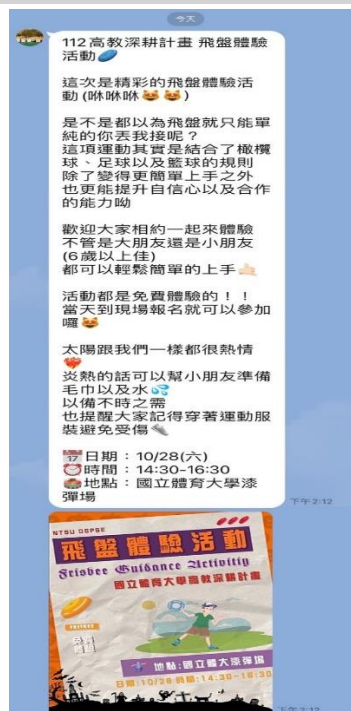 今天
112高教深耕計畫 飛盤體驗
活動🥏
這次是精彩的飛盤體驗活
動 (咻咻咻😸😸)
是不是都以為飛盤就只能單
純的你丟我接呢？
這項運動其實是結合了橄欖
球、足球以及籃球的規則
除了變得更簡單上手之外
也更能提升自信心以及合作
的能力呦
歡迎大家相約一起來體驗
不管是大朋友還是小朋友
(6歲以上佳)
都可以輕鬆簡單的上手🤙🏻
活動都是免費體驗的！！
當天到現場報名就可以參加
囉😸
太陽跟我們一樣都很熱情
❤️‍🔥
炎熱的話可以幫小朋友準備
毛巾以及水💦
以備不時之需
也提醒大家記得穿著運動服
裝避免受傷👟
📅日期：10/28(六)
⏰時間：14:30-16:30
🏟️地點：國立體育大學漆
彈場
下午 2:12
NTSU OSPSE
飛盤體驗活動
Frisbee Guidance Activitiy
國立體育大學高教深耕計畫
地點:國立體大漆彈場
日期:10/28 時間:14:30-16:30
下午 2:12